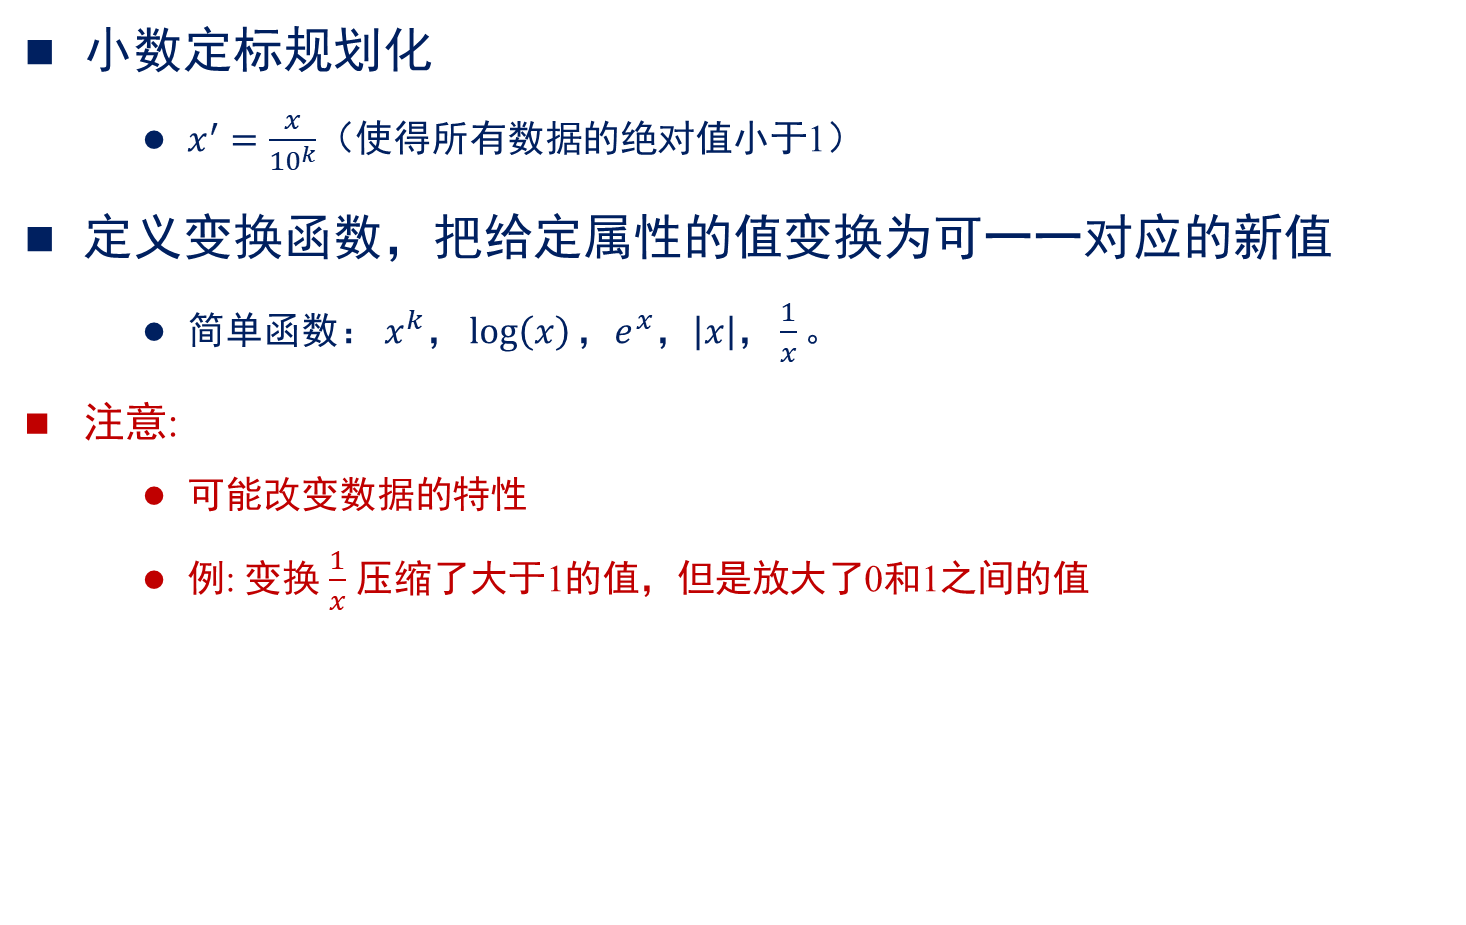 ■ 小数定标规划化
● x′ = x/10^k（使得所有数据的绝对值小于1）
■ 定义变换函数，把给定属性的值变换为可一一对应的新值
● 简单函数： x^k，log(x)，e^x，|x|，1/x。
■ 注意:
● 可能改变数据的特性
● 例: 变换 1/x 压缩了大于1的值，但是放大了0和1之间的值